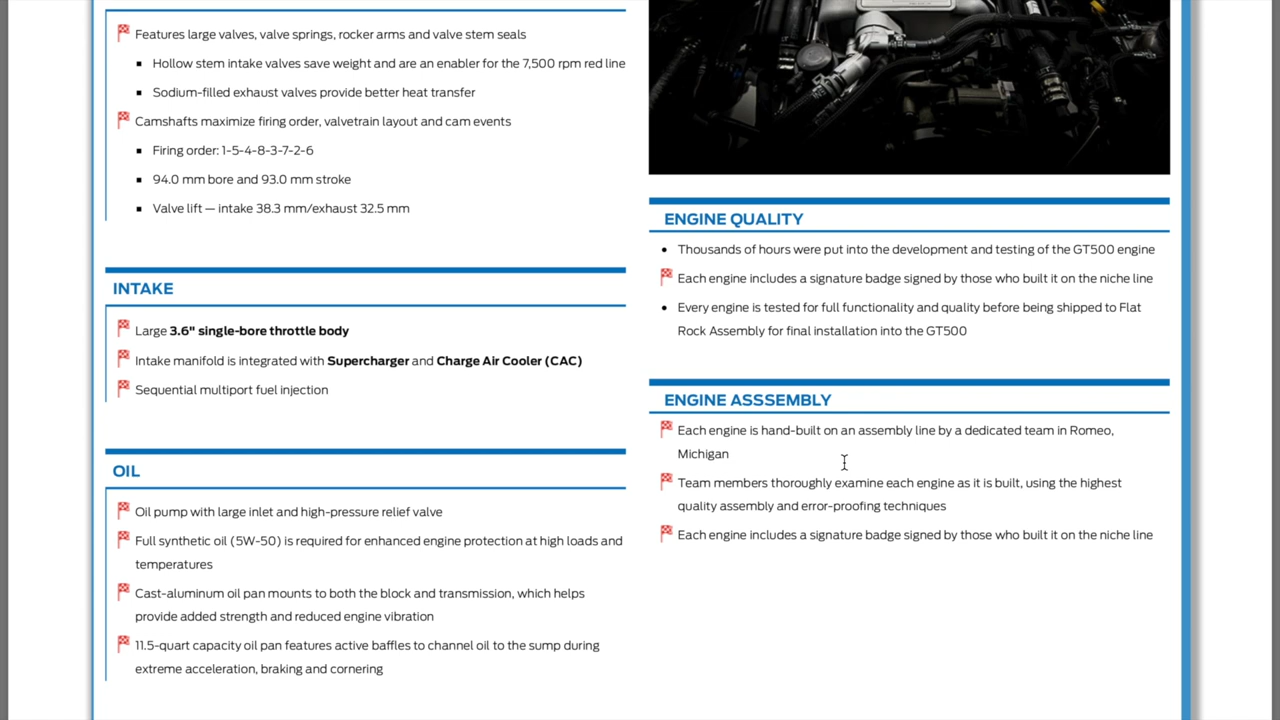 Features large valves, valve springs, rocker arms and valve stem seals
Hollow stem intake valves save weight and are an enabler for the 7,500 rpm red line
Sodium-filled exhaust valves provide better heat transfer
Camshafts maximize firing order, valvetrain layout and cam events
Firing order: 1-5-4-8-3-7-2-6
94.0 mm bore and 93.0 mm stroke
Valve lift — intake 38.3 mm/exhaust 32.5 mm
INTAKE
Large 3.6" single-bore throttle body
Intake manifold is integrated with Supercharger and Charge Air Cooler (CAC)
Sequential multiport fuel injection
OIL
Oil pump with large inlet and high-pressure relief valve
Full synthetic oil (5W-50) is required for enhanced engine protection at high loads and
temperatures
Cast-aluminum oil pan mounts to both the block and transmission, which helps
provide added strength and reduced engine vibration
11.5-quart capacity oil pan features active baffles to channel oil to the sump during
extreme acceleration, braking and cornering
ENGINE QUALITY
Thousands of hours were put into the development and testing of the GT500 engine
Each engine includes a signature badge signed by those who built it on the niche line
Every engine is tested for full functionality and quality before being shipped to Flat
Rock Assembly for final installation into the GT500
ENGINE ASSSEMBLY
Each engine is hand-built on an assembly line by a dedicated team in Romeo,
Michigan
Team members thoroughly examine each engine as it is built, using the highest
quality assembly and error-proofing techniques
Each engine includes a signature badge signed by those who built it on the niche line